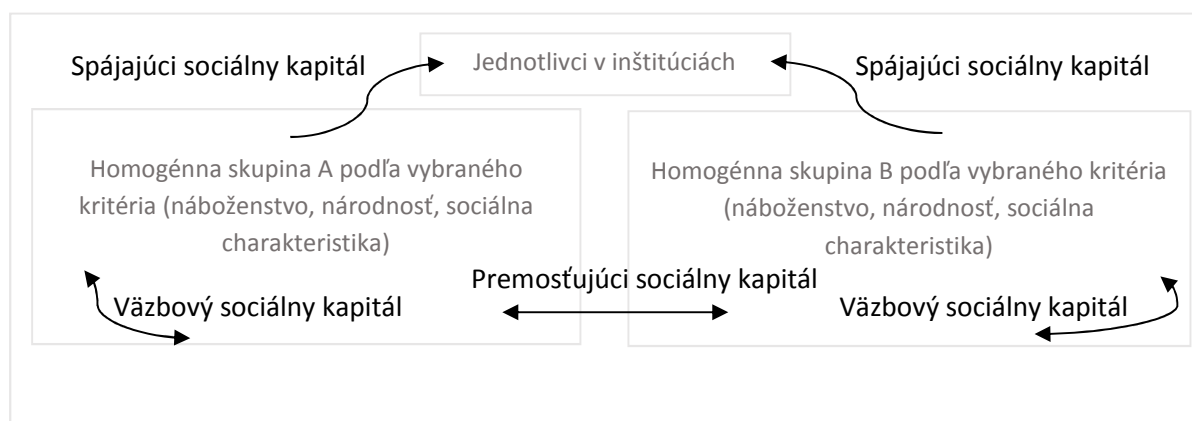 Spájajúci sociálny kapitál
Jednotlivci v inštitúciách
Spájajúci sociálny kapitál
Homogénna skupina A podľa vybraného
kritéria (náboženstvo, národnosť, sociálna
charakteristika)
Homogénna skupina B podľa vybraného kritéria
(náboženstvo, národnosť, sociálna
charakteristika)
Premosťujúci sociálny kapitál
Väzbový sociálny kapitál
Väzbový sociálny kapitál